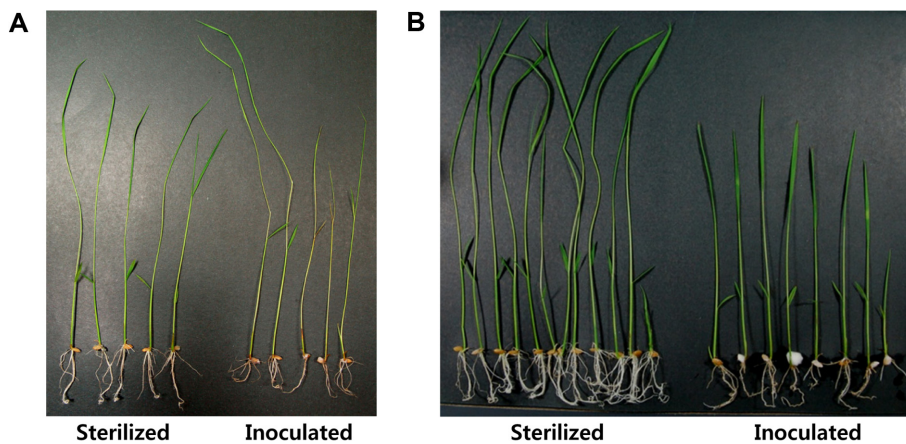 A
B
Sterilized
Inoculated
Sterilized
Inoculated